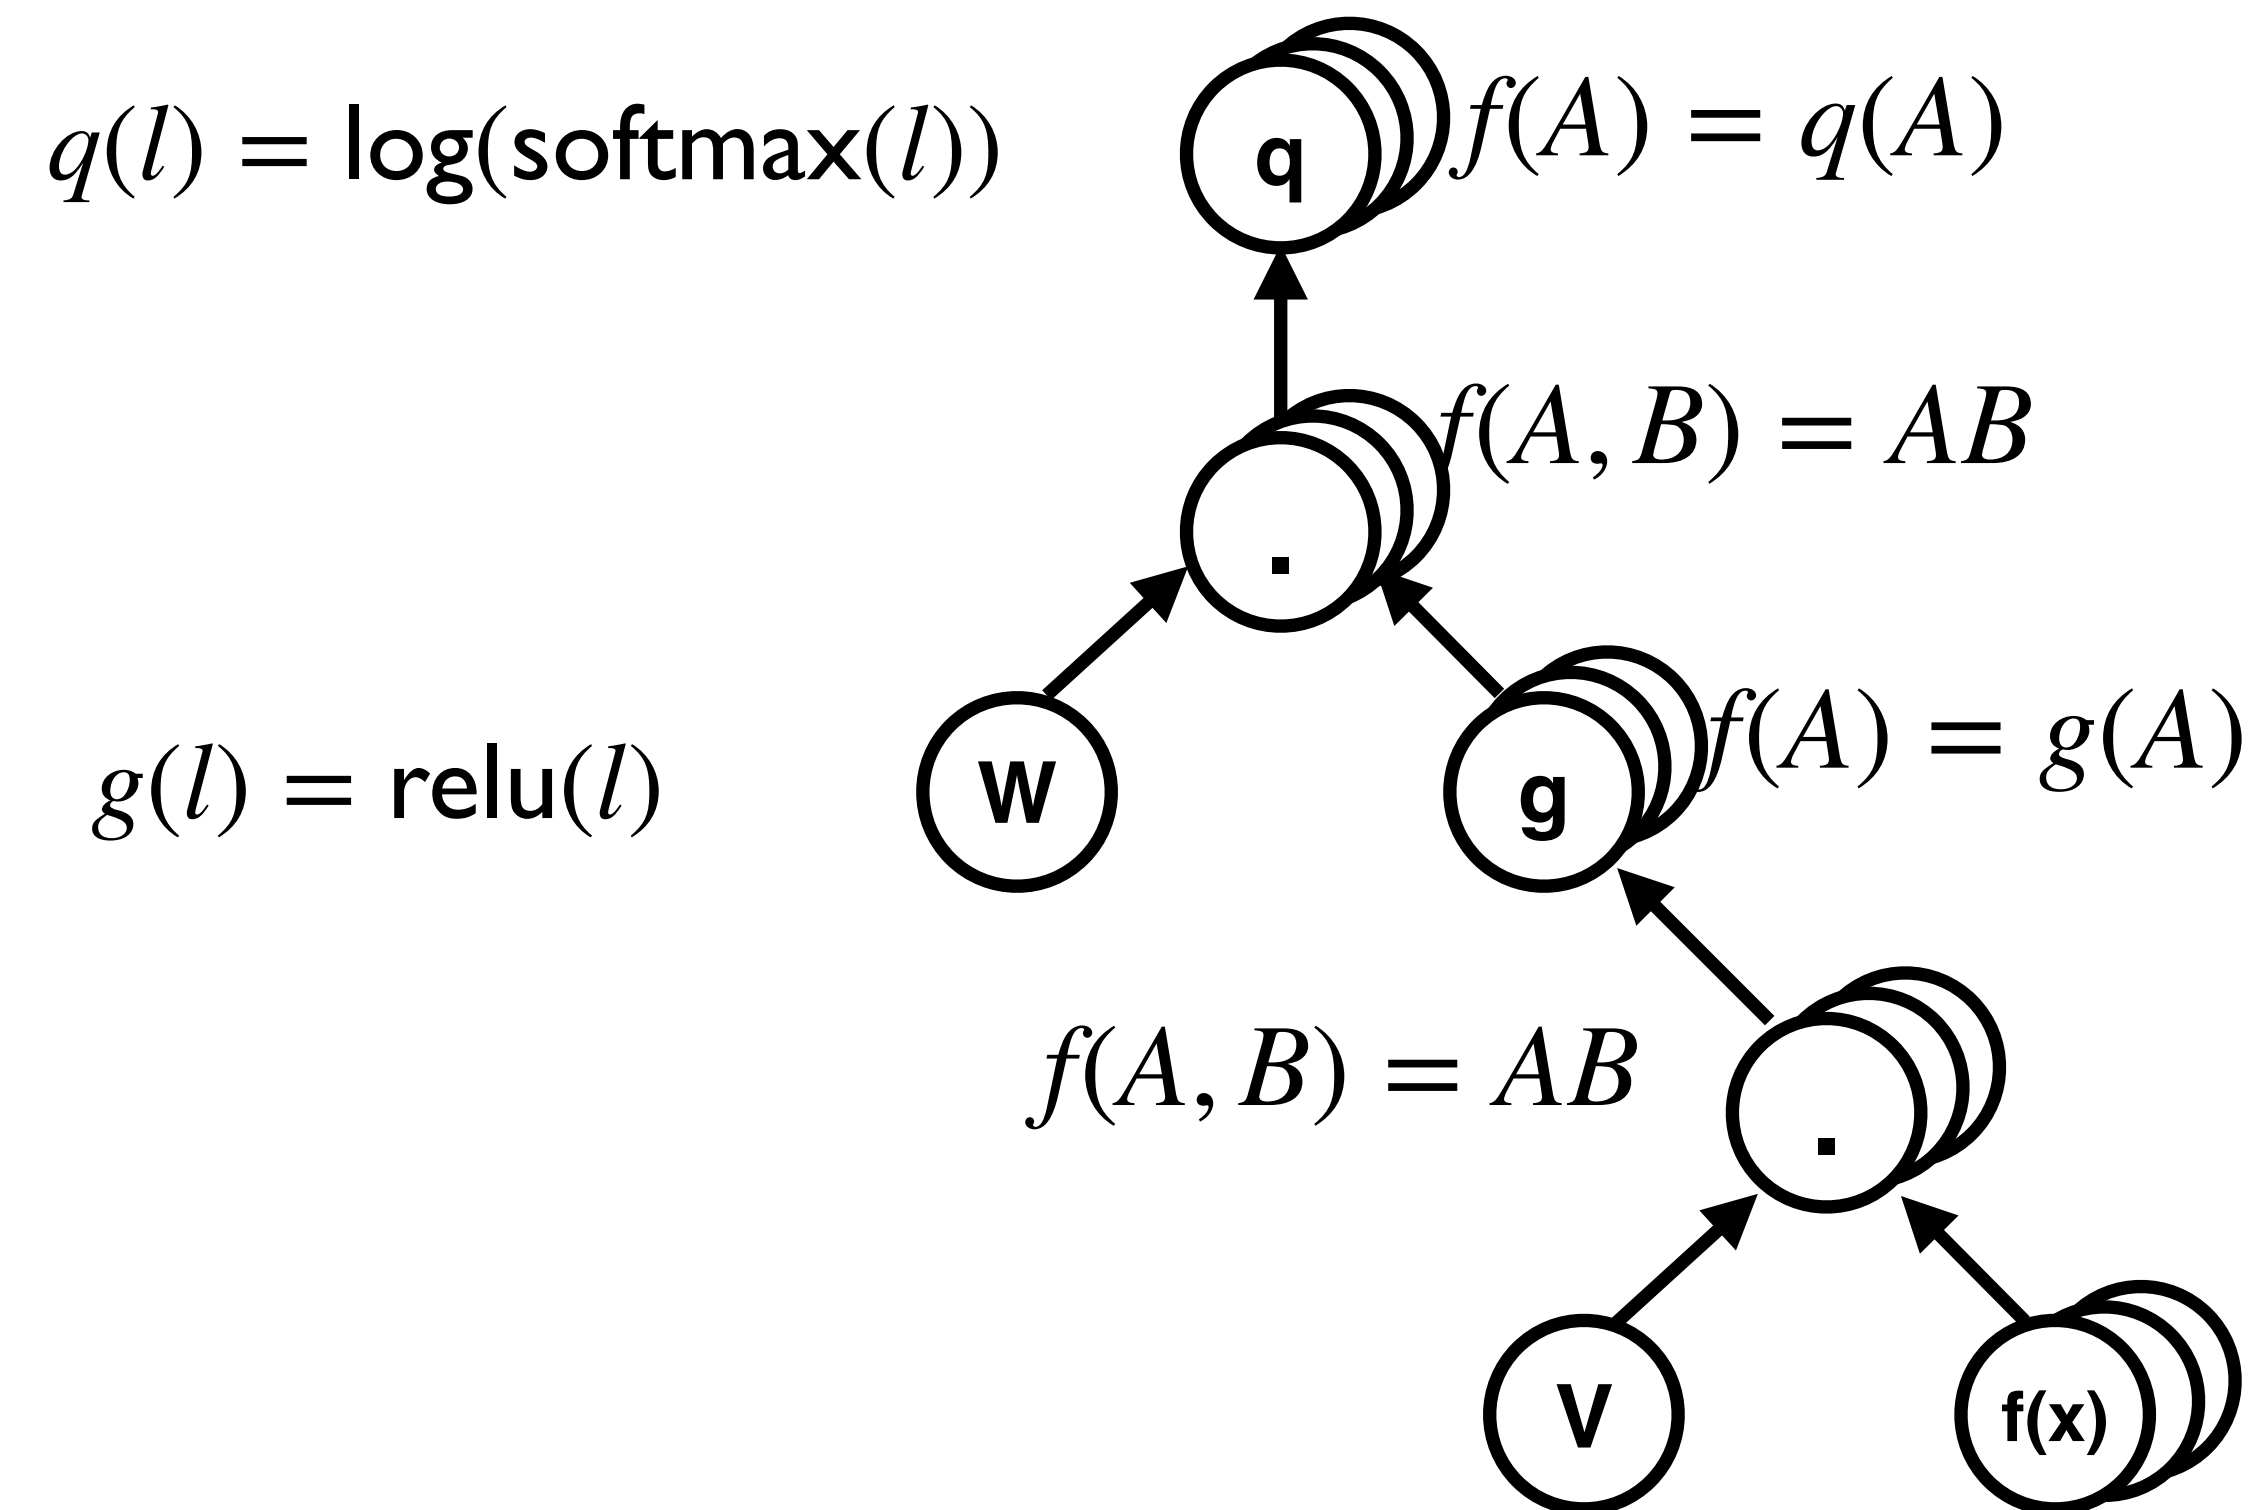 q(l) = log(softmax(l))
q
f(A) = q(A)
f(A, B) = AB
.
g(l) = relu(l)
W
g
f(A) = g(A)
f(A, B) = AB
.
V
f(x)